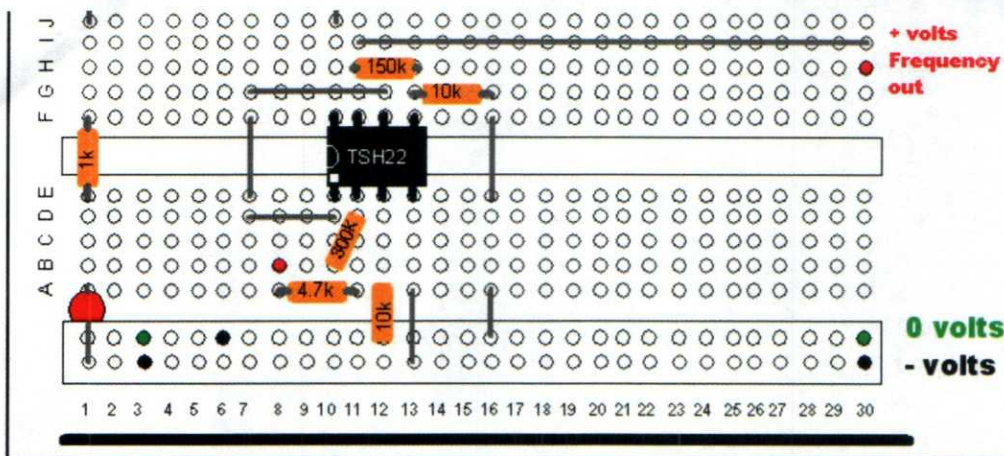 J
I
H
G
F
E
D
C
B
A
+ volts
Frequency
out
150k
10k
1k
TSH22
300k
4.7k
10k
0 volts
- volts
1 2 3 4 5 6 7 8 9 10 11 12 13 14 15 16 17 18 19 20 21 22 23 24 25 26 27 28 29 30